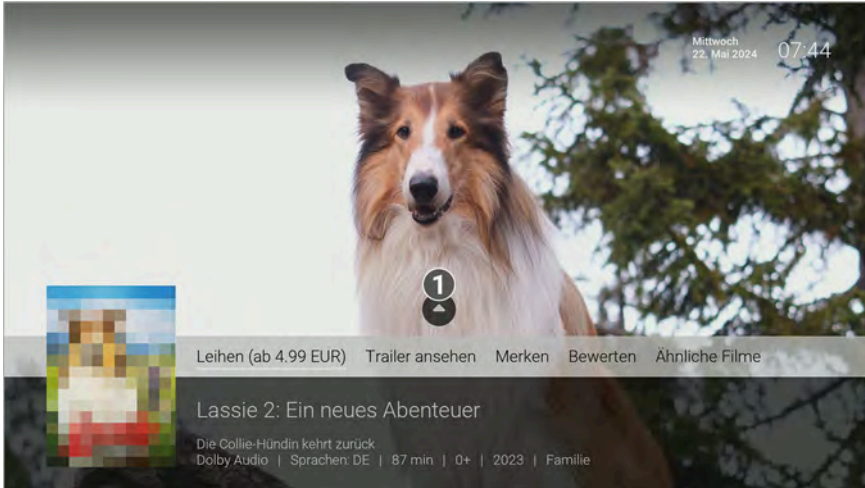 Mittwoch
22. Mai 2024
07:44
1
Leihen (ab 4.99 EUR) Trailer ansehen Merken Bewerten Ähnliche Filme
Lassie 2: Ein neues Abenteuer
Die Collie-Hündin kehrt zurück
Dolby Audio | Sprachen: DE | 87 min | 0+ | 2023 | Familie